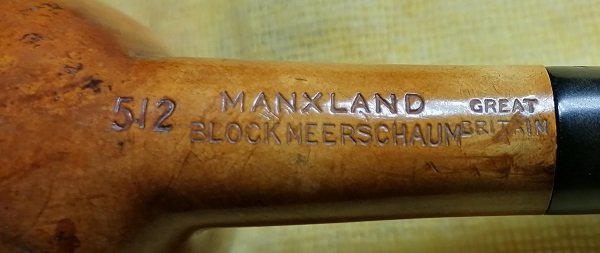 512
MANXLAND
BLOCK MEERSCHAUM
GREAT
BRITAIN